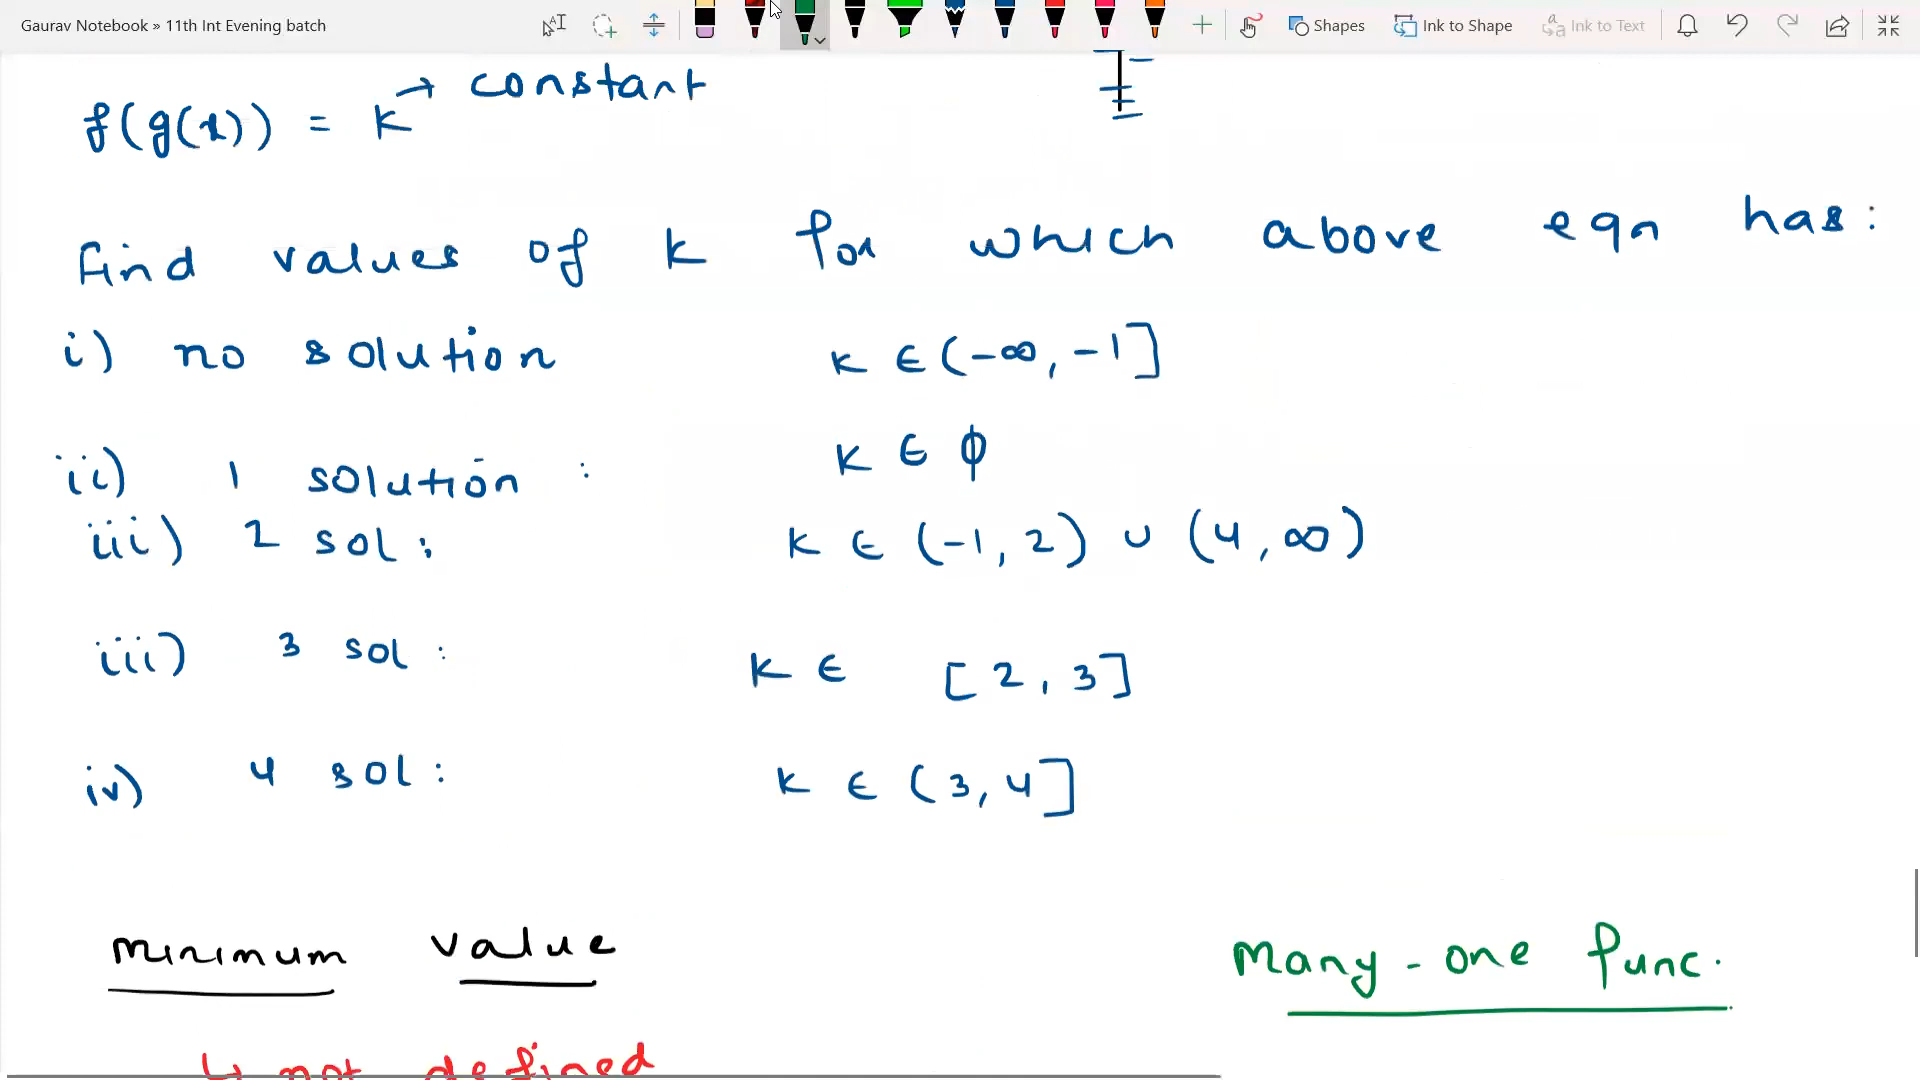 Gaurav Notebook » 11th Int Evening batch
Shapes
Ink to Shape
Ink to Text
f(g(x)) = k → constant
Find values of k for which above eqn has:
i) no solution k ∈ (-∞, -1]
ii) 1 solution : k ∈ ϕ
iii) 2 sol: k ∈ (-1, 2) ∪ (4, ∞)
iii) 3 sol: k ∈ [2, 3]
iv) 4 sol: k ∈ (3, 4]
Minimum value
Many-one func.
↳ not defined